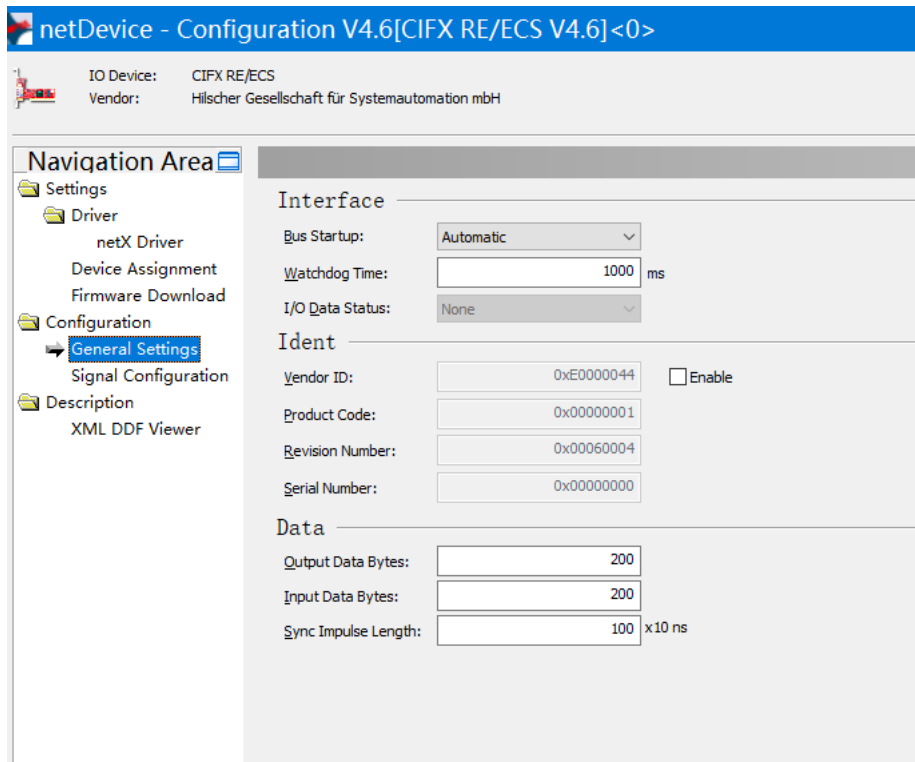 netDevice - Configuration V4.6[CIFX RE/ECS V4.6]<0>
IO Device: CIFX RE/ECS
Vendor: Hilscher Gesellschaft für Systemautomation mbH
Navigation Area
Settings
Driver
netX Driver
Device Assignment
Firmware Download
Configuration
General Settings
Signal Configuration
Description
XML DDF Viewer
Interface
Bus Startup: Automatic
Watchdog Time: 1000 ms
I/O Data Status: None
Ident
Vendor ID: 0xE0000044 Enable
Product Code: 0x00000001
Revision Number: 0x00060004
Serial Number: 0x00000000
Data
Output Data Bytes: 200
Input Data Bytes: 200
Sync Impulse Length: 100 x10 ns